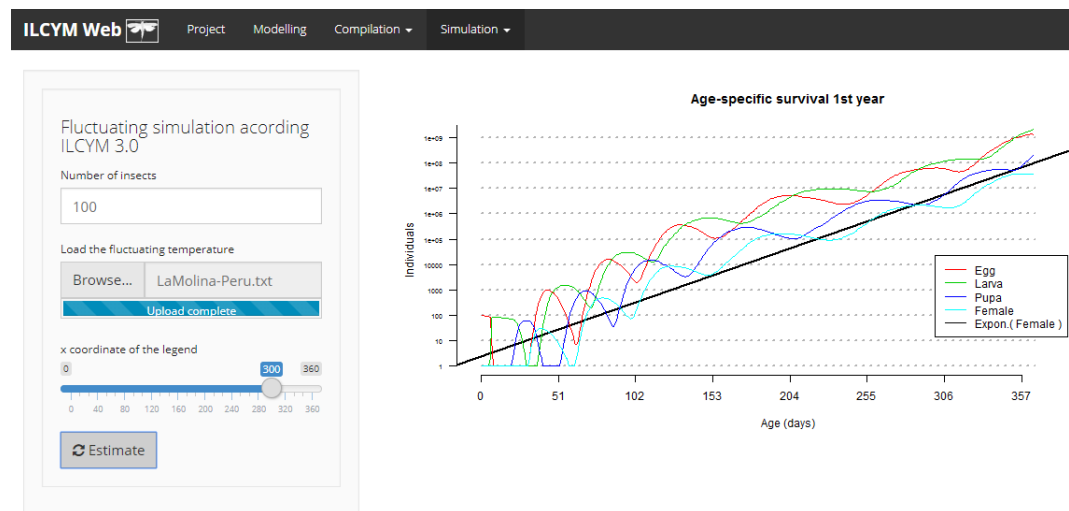 ILCYM Web Project Modelling Compilation Simulation
Fluctuating simulation acording
ILCYM 3.0
Number of insects
100
Load the fluctuating temperature
Browse... LaMolina-Peru.txt
Upload complete
x coordinate of the legend
0 300 360
0 40 80 120 160 200 240 280 320 360
Estimate
Age-specific survival 1st year
Individuals
1e+09
1e+08
1e+07
1e+06
1e+05
10000
1000
100
10
1
0 51 102 153 204 255 306 357
Age (days)
Egg
Larva
Pupa
Female
Expon.( Female )